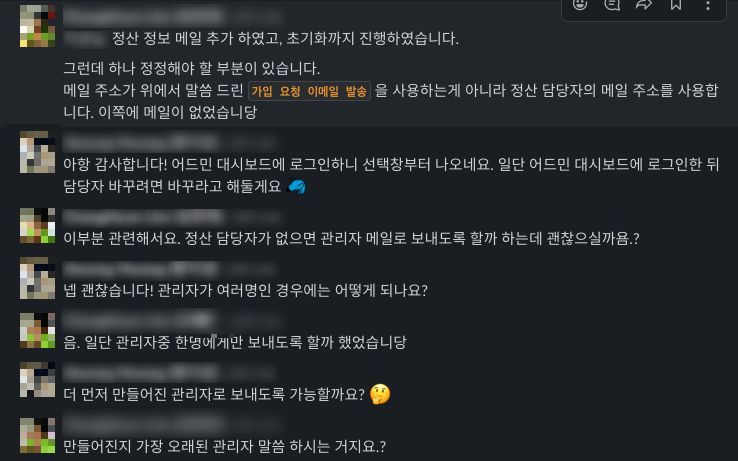 정산 정보 메일 추가 하였고, 초기화까지 진행하였습니다.
그런데 하나 정정해야 할 부분이 있습니다.
메일 주소가 위에서 말씀 드린 가입 요청 이메일 발송 을 사용하는게 아니라 정산 담당자의 메일 주소를 사용합
니다. 이쪽에 메일이 없었습니당
아항 감사합니다! 어드민 대시보드에 로그인하니 선택창부터 나오네요. 일단 어드민 대시보드에 로그인한 뒤
담당자 바꾸려면 바꾸라고 해둘게요
이부분 관련해서요. 정산 담당자가 없으면 관리자 메일로 보내도록 할까 하는데 괜찮으실까욤.?
넵 괜찮습니다! 관리자가 여러명인 경우에는 어떻게 되나요?
음. 일단 관리자중 한명에게만 보내도록 할까 했었습니당
더 먼저 만들어진 관리자로 보내도록 가능할까요? 🤔
만들어진지 가장 오래된 관리자 말씀 하시는 거지요.?